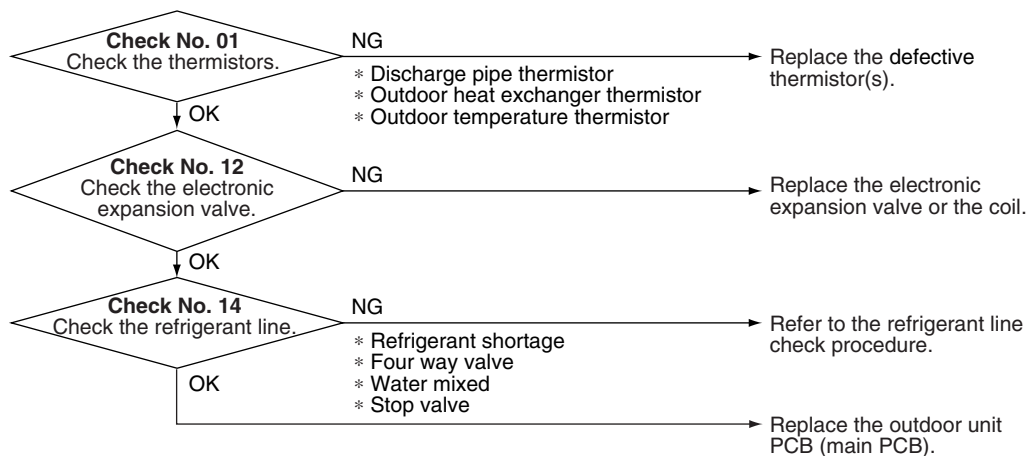 Check No. 01
Check the thermistors.
NG
∗ Discharge pipe thermistor
∗ Outdoor heat exchanger thermistor
∗ Outdoor temperature thermistor
Replace the defective
thermistor(s).
OK
Check No. 12
Check the electronic
expansion valve.
NG
Replace the electronic
expansion valve or the coil.
OK
Check No. 14
Check the refrigerant line.
NG
∗ Refrigerant shortage
∗ Four way valve
∗ Water mixed
∗ Stop valve
Refer to the refrigerant line
check procedure.
OK
Replace the outdoor unit
PCB (main PCB).